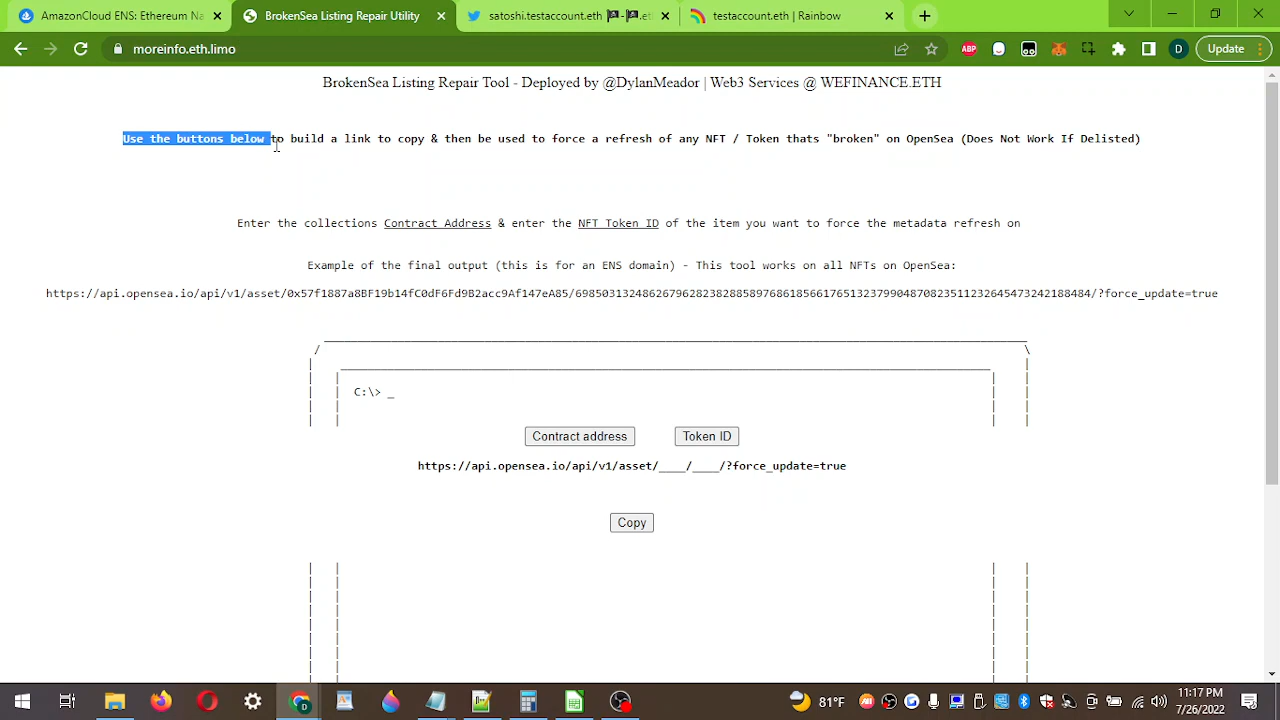 AmazonCloud ENS: Ethereum Na
BrokenSea Listing Repair Utility
satoshi.testaccount.eth
testaccount.eth | Rainbow
moreinfo.eth.limo
ABP
D
Update
BrokenSea Listing Repair Tool - Deployed by @DylanMeador | Web3 Services @ WEFINANCE.ETH
Use the buttons below to build a link to copy & then be used to force a refresh of any NFT / Token thats "broken" on OpenSea (Does Not Work If Delisted)
Enter the collections Contract Address & enter the NFT Token ID of the item you want to force the metadata refresh on
Example of the final output (this is for an ENS domain) - This tool works on all NFTs on OpenSea:
https://api.opensea.io/api/v1/asset/0x57f1887a8BF19b14fC0dF6Fd9B2acc9Af147eA85/69850313248626796282382885897686185661765132379904870823511232645473242188484/?force_update=true
C:\> _
Contract address
Token ID
https://api.opensea.io/api/v1/asset/____/____/?force_update=true
Copy
81°F
11:17 PM
7/26/2022